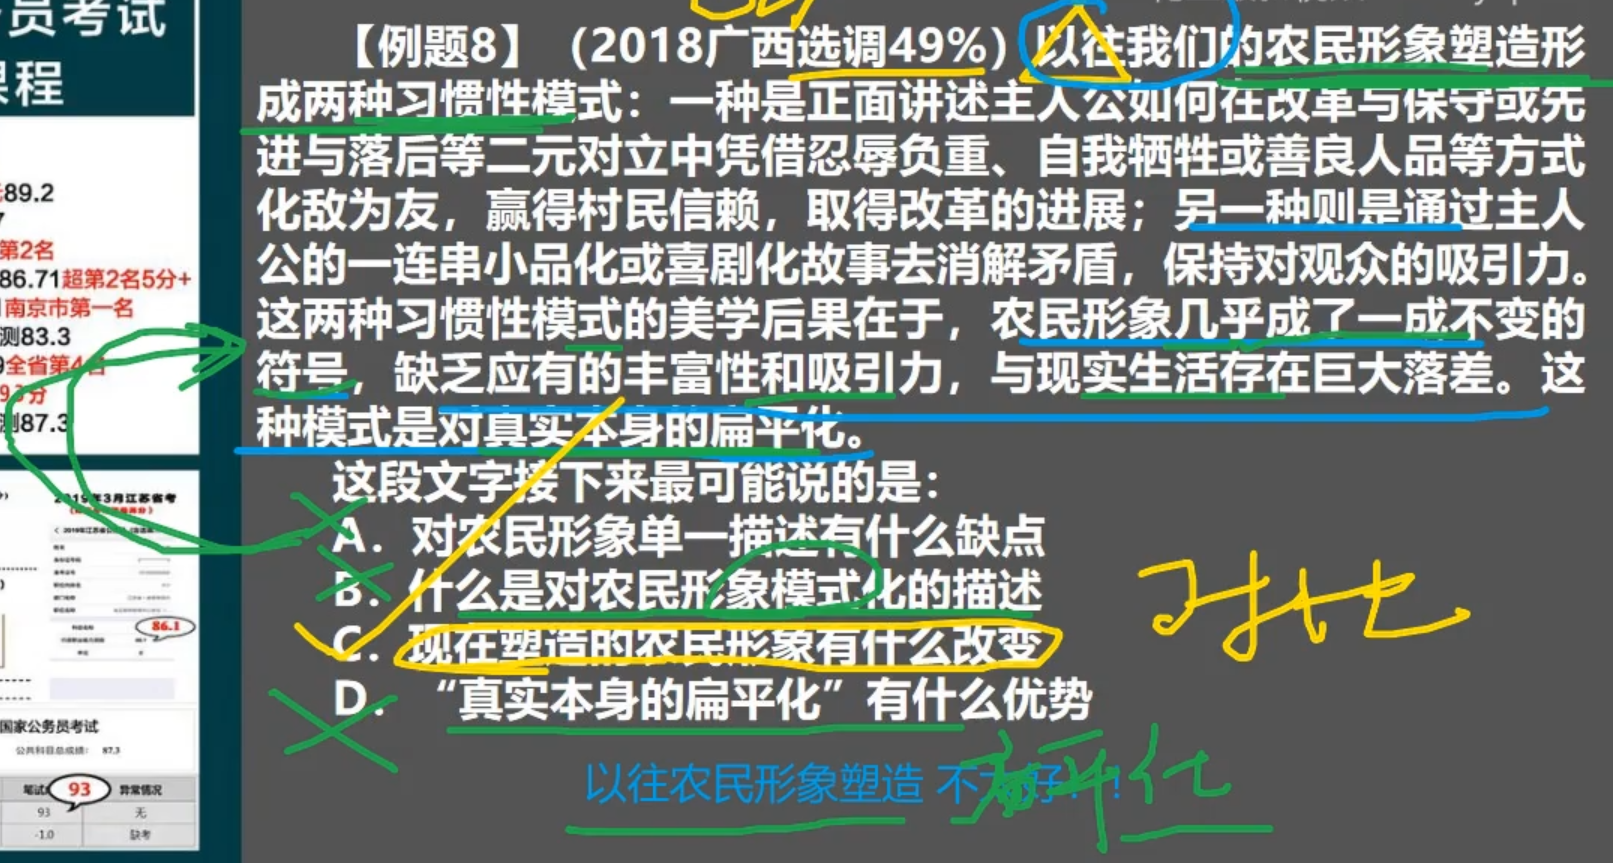 员考试
课程
89.2
7
第2名
86.71超第2名5分+
南京市第一名
测83.3
9全省第4名
9.3分
测87.3
2019年3月江苏省考
86.1
国家公务员考试
公共科目总成绩: 87.3
93 异常情况
93 无
-1.0 缺考
【例题8】（2018广西选调49%）以往我们的农民形象塑造形
成两种习惯性模式：一种是正面讲述主人公如何在改革与保守或先
进与落后等二元对立中凭借忍辱负重、自我牺牲或善良人品等方式
化敌为友，赢得村民信赖，取得改革的进展；另一种则是通过主人
公的一连串小品化或喜剧化故事去消解矛盾，保持对观众的吸引力。
这两种习惯性模式的美学后果在于，农民形象几乎成了一成不变的
符号，缺乏应有的丰富性和吸引力，与现实生活存在巨大落差。这
种模式是对真实本身的扁平化。
这段文字接下来最可能说的是：
A. 对农民形象单一描述有什么缺点
B. 什么是对农民形象模式化的描述
C. 现在塑造的农民形象有什么改变
D. “真实本身的扁平化”有什么优势
以往农民形象塑造 不太好！！
扁平化
对比